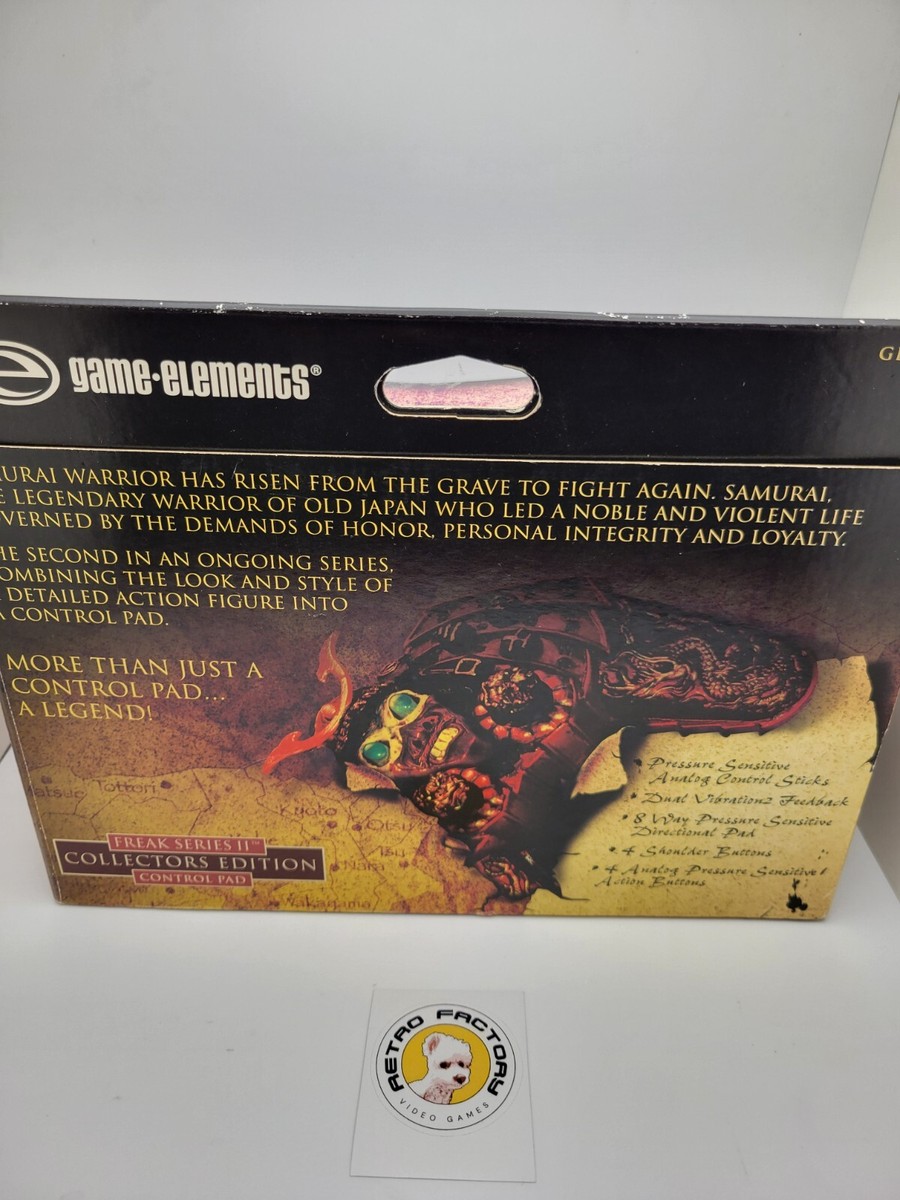 game·elements®
URAI WARRIOR HAS RISEN FROM THE GRAVE TO FIGHT AGAIN. SAMURAI,
E LEGENDARY WARRIOR OF OLD JAPAN WHO LED A NOBLE AND VIOLENT LIFE
VERNED BY THE DEMANDS OF HONOR, PERSONAL INTEGRITY AND LOYALTY.
HE SECOND IN AN ONGOING SERIES,
OMBINING THE LOOK AND STYLE OF
DETAILED ACTION FIGURE INTO
A CONTROL PAD.
MORE THAN JUST A
CONTROL PAD...
A LEGEND!
Pressure Sensitive
Analog Control Sticks
Dual Vibration2 Feedback
8 Way Pressure Sensitive
Directional Pad
4 Shoulder Buttons
4 Analog Pressure Sensitive
Action Buttons
Tottori
Kyoto
Otsu
Tsu
Nara
FREAK SERIES II™
COLLECTORS EDITION
CONTROL PAD
RETRO FACTORY
VIDEO GAMES